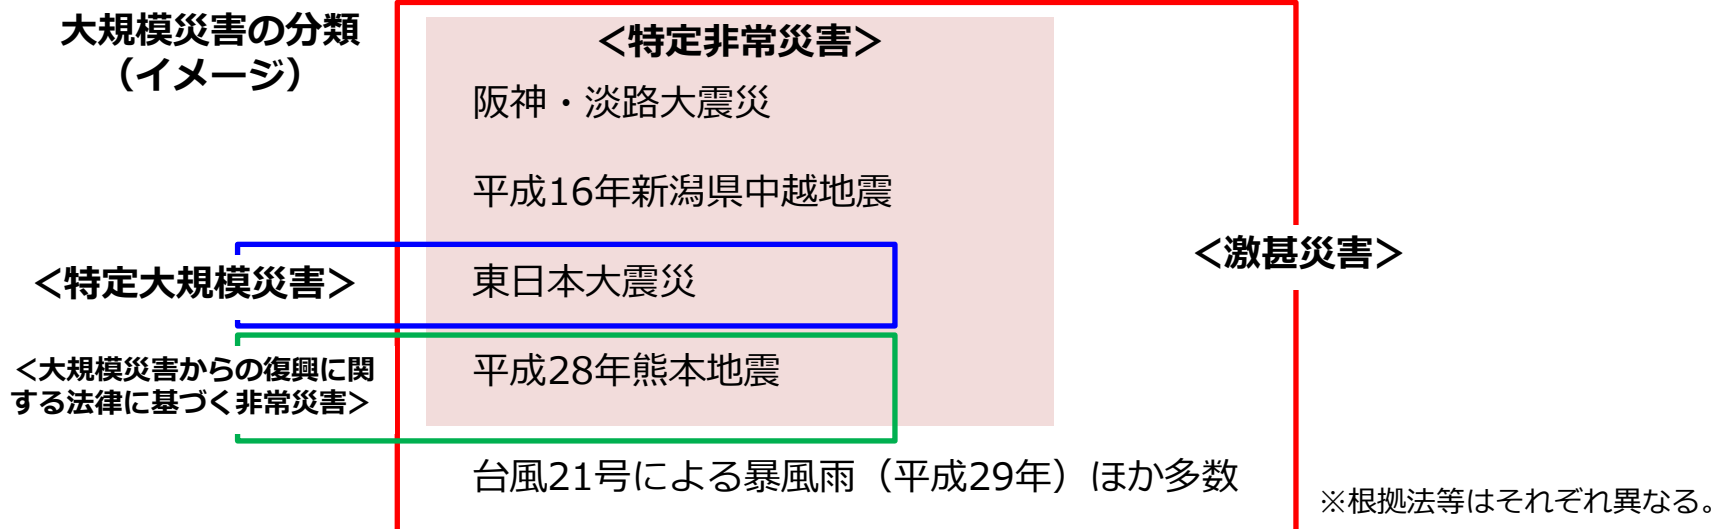 大規模災害の分類
（イメージ）
＜特定非常災害＞
阪神・淡路大震災
平成16年新潟県中越地震
＜激甚災害＞
＜特定大規模災害＞
東日本大震災
＜大規模災害からの復興に関
する法律に基づく非常災害＞
平成28年熊本地震
台風21号による暴風雨（平成29年）ほか多数
※根拠法等はそれぞれ異なる。